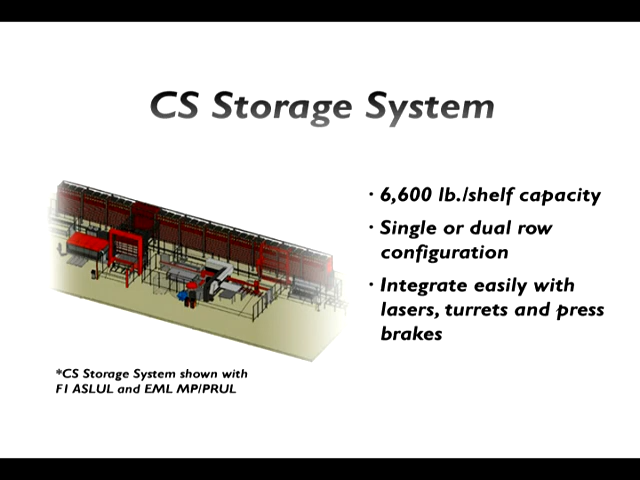 CS Storage System
· 6,600 lb./shelf capacity
· Single or dual row
configuration
· Integrate easily with
lasers, turrets and press
brakes
*CS Storage System shown with
F1 ASLUL and EML MP/PRUL